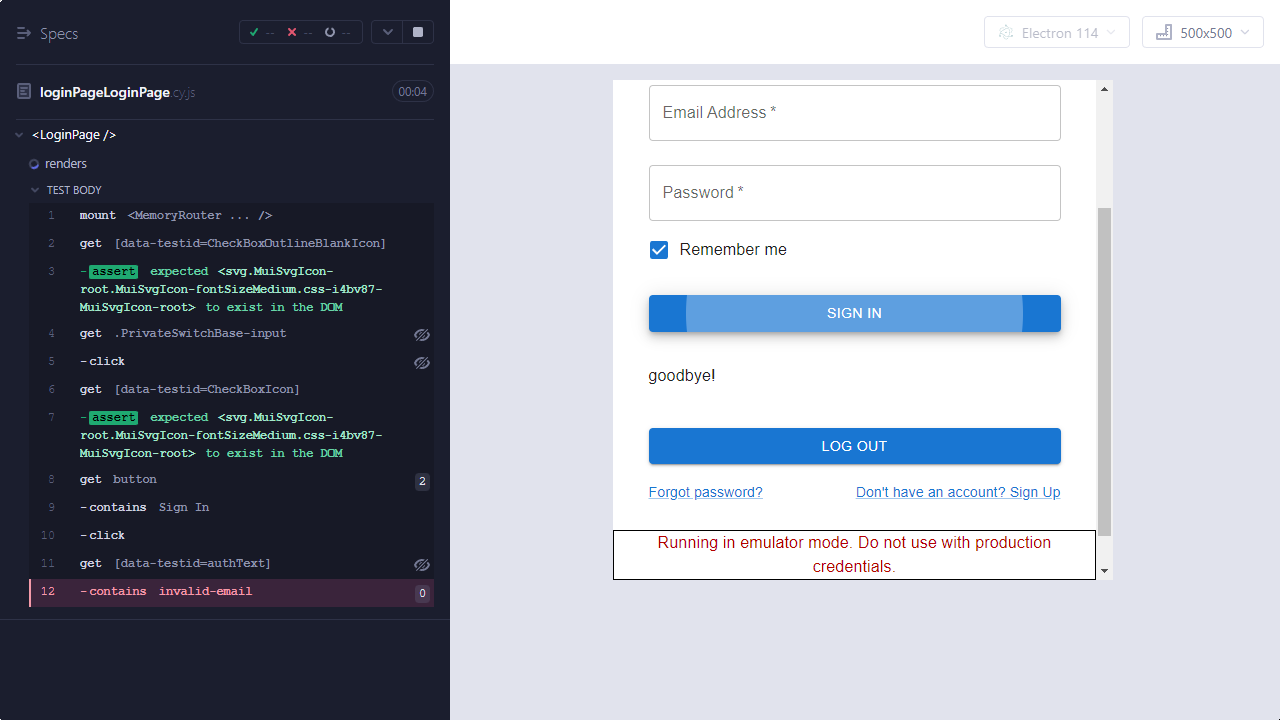 Specs
--
--
--
Electron 114
500x500
loginPageLoginPage.cy.js
00:04
<LoginPage />
renders
TEST BODY
1 mount <MemoryRouter ... />
2 get [data-testid=CheckBoxOutlineBlankIcon]
3 -assert expected <svg.MuiSvgIcon-
root.MuiSvgIcon-fontSizeMedium.css-i4bv87-
MuiSvgIcon-root> to exist in the DOM
4 get .PrivateSwitchBase-input
5 -click
6 get [data-testid=CheckBoxIcon]
7 -assert expected <svg.MuiSvgIcon-
root.MuiSvgIcon-fontSizeMedium.css-i4bv87-
MuiSvgIcon-root> to exist in the DOM
8 get button 2
9 -contains Sign In
10 -click
11 get [data-testid=authText]
12 -contains invalid-email 0
Email Address *
Password *
Remember me
SIGN IN
goodbye!
LOG OUT
Forgot password?
Don't have an account? Sign Up
Running in emulator mode. Do not use with production
credentials.